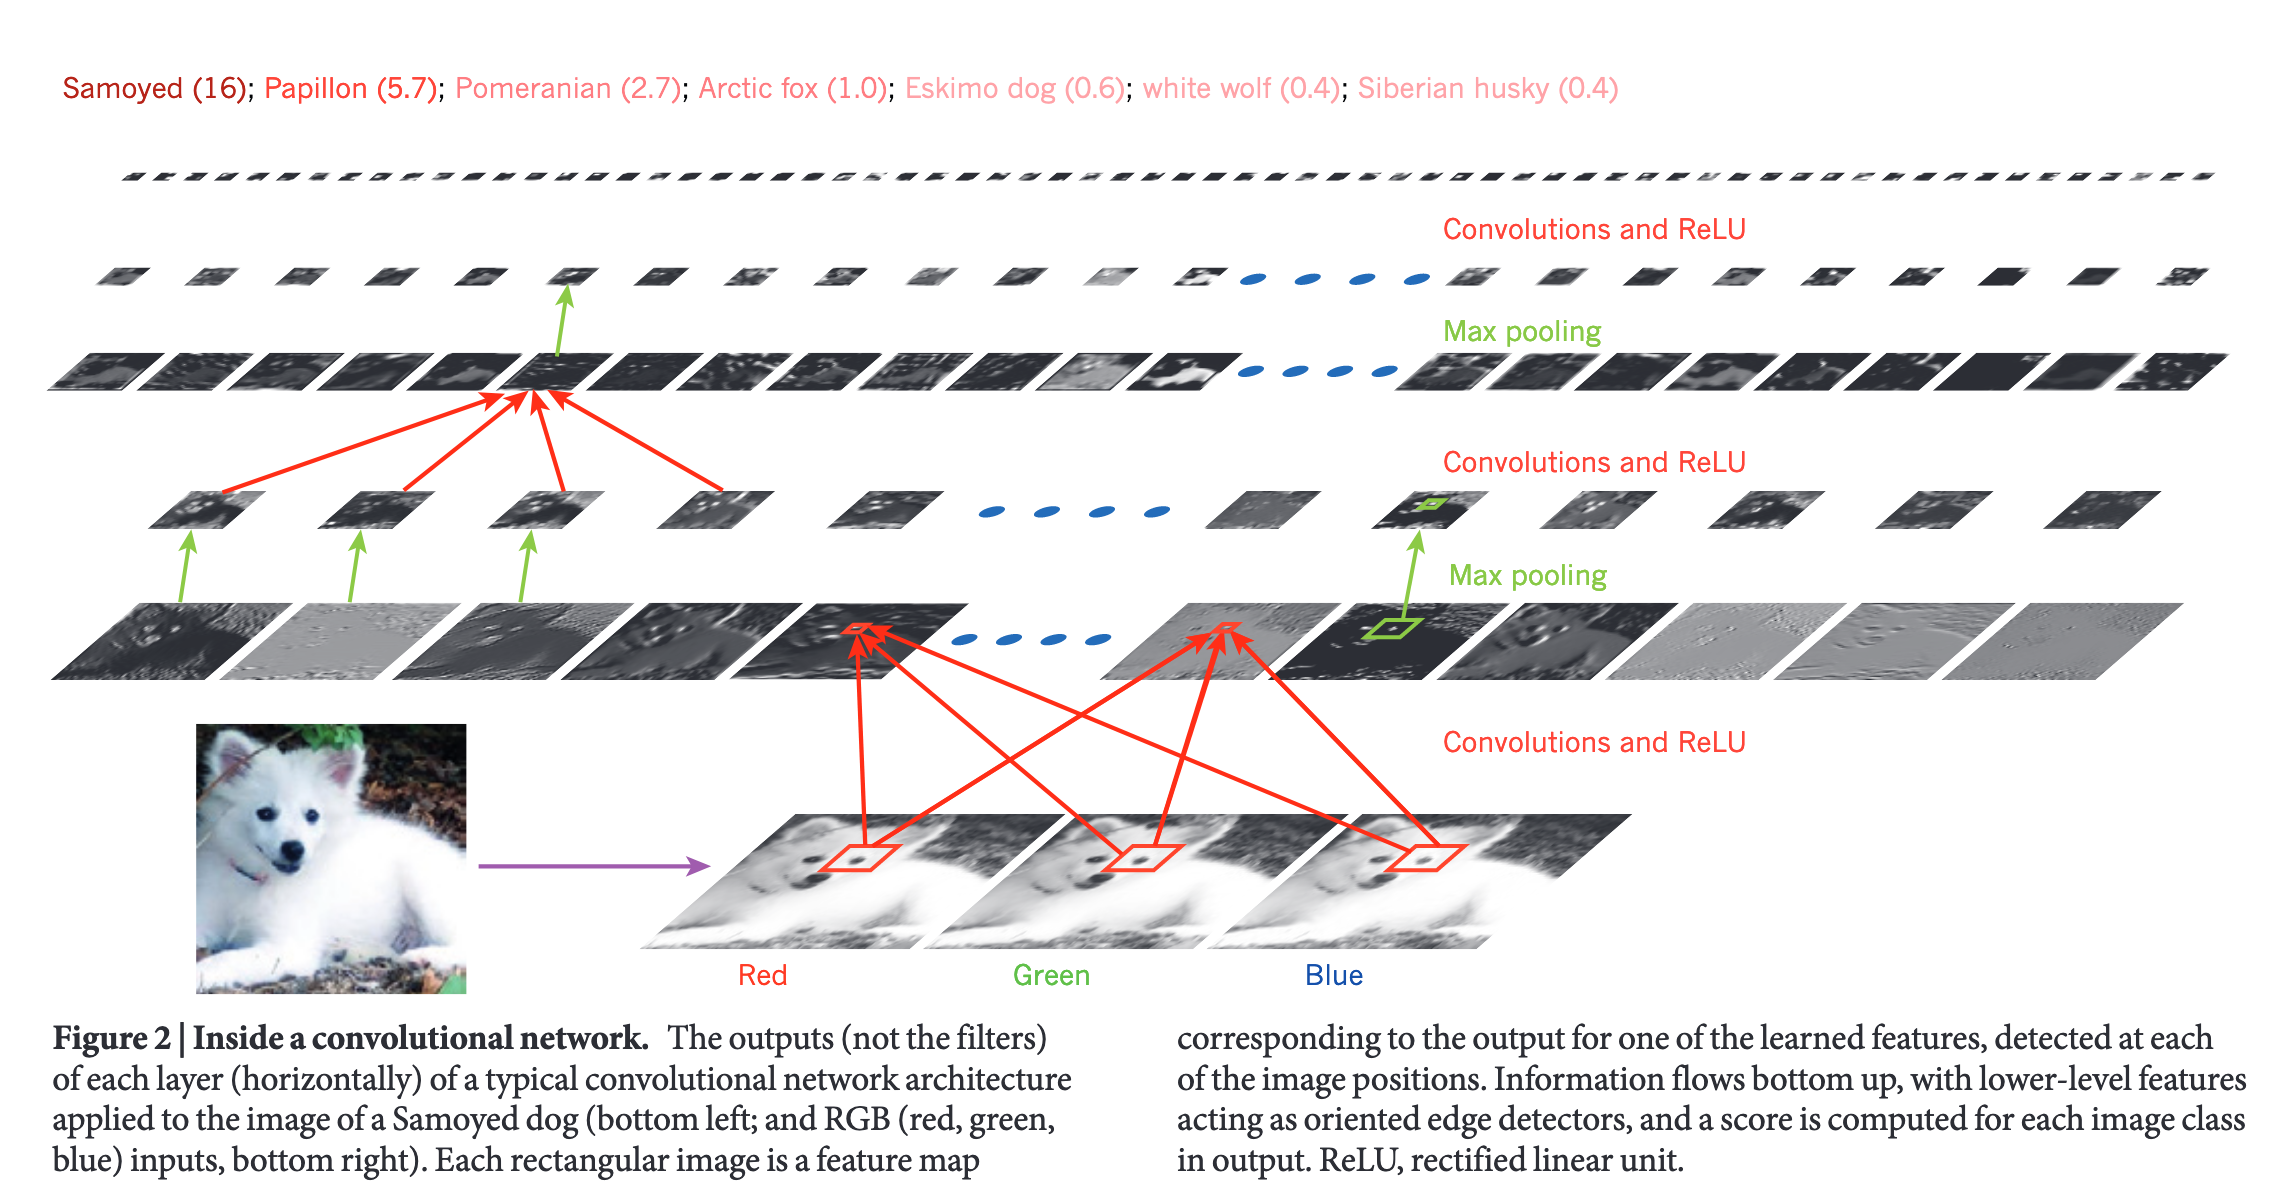 Samoyed (16); Papillon (5.7); Pomeranian (2.7); Arctic fox (1.0); Eskimo dog (0.6); white wolf (0.4); Siberian husky (0.4)
Convolutions and ReLU
Max pooling
Convolutions and ReLU
Max pooling
Convolutions and ReLU
Red
Green
Blue
Figure 2 | Inside a convolutional network. The outputs (not the filters)
of each layer (horizontally) of a typical convolutional network architecture
applied to the image of a Samoyed dog (bottom left; and RGB (red, green,
blue) inputs, bottom right). Each rectangular image is a feature map
corresponding to the output for one of the learned features, detected at each
of the image positions. Information flows bottom up, with lower-level features
acting as oriented edge detectors, and a score is computed for each image class
in output. ReLU, rectified linear unit.